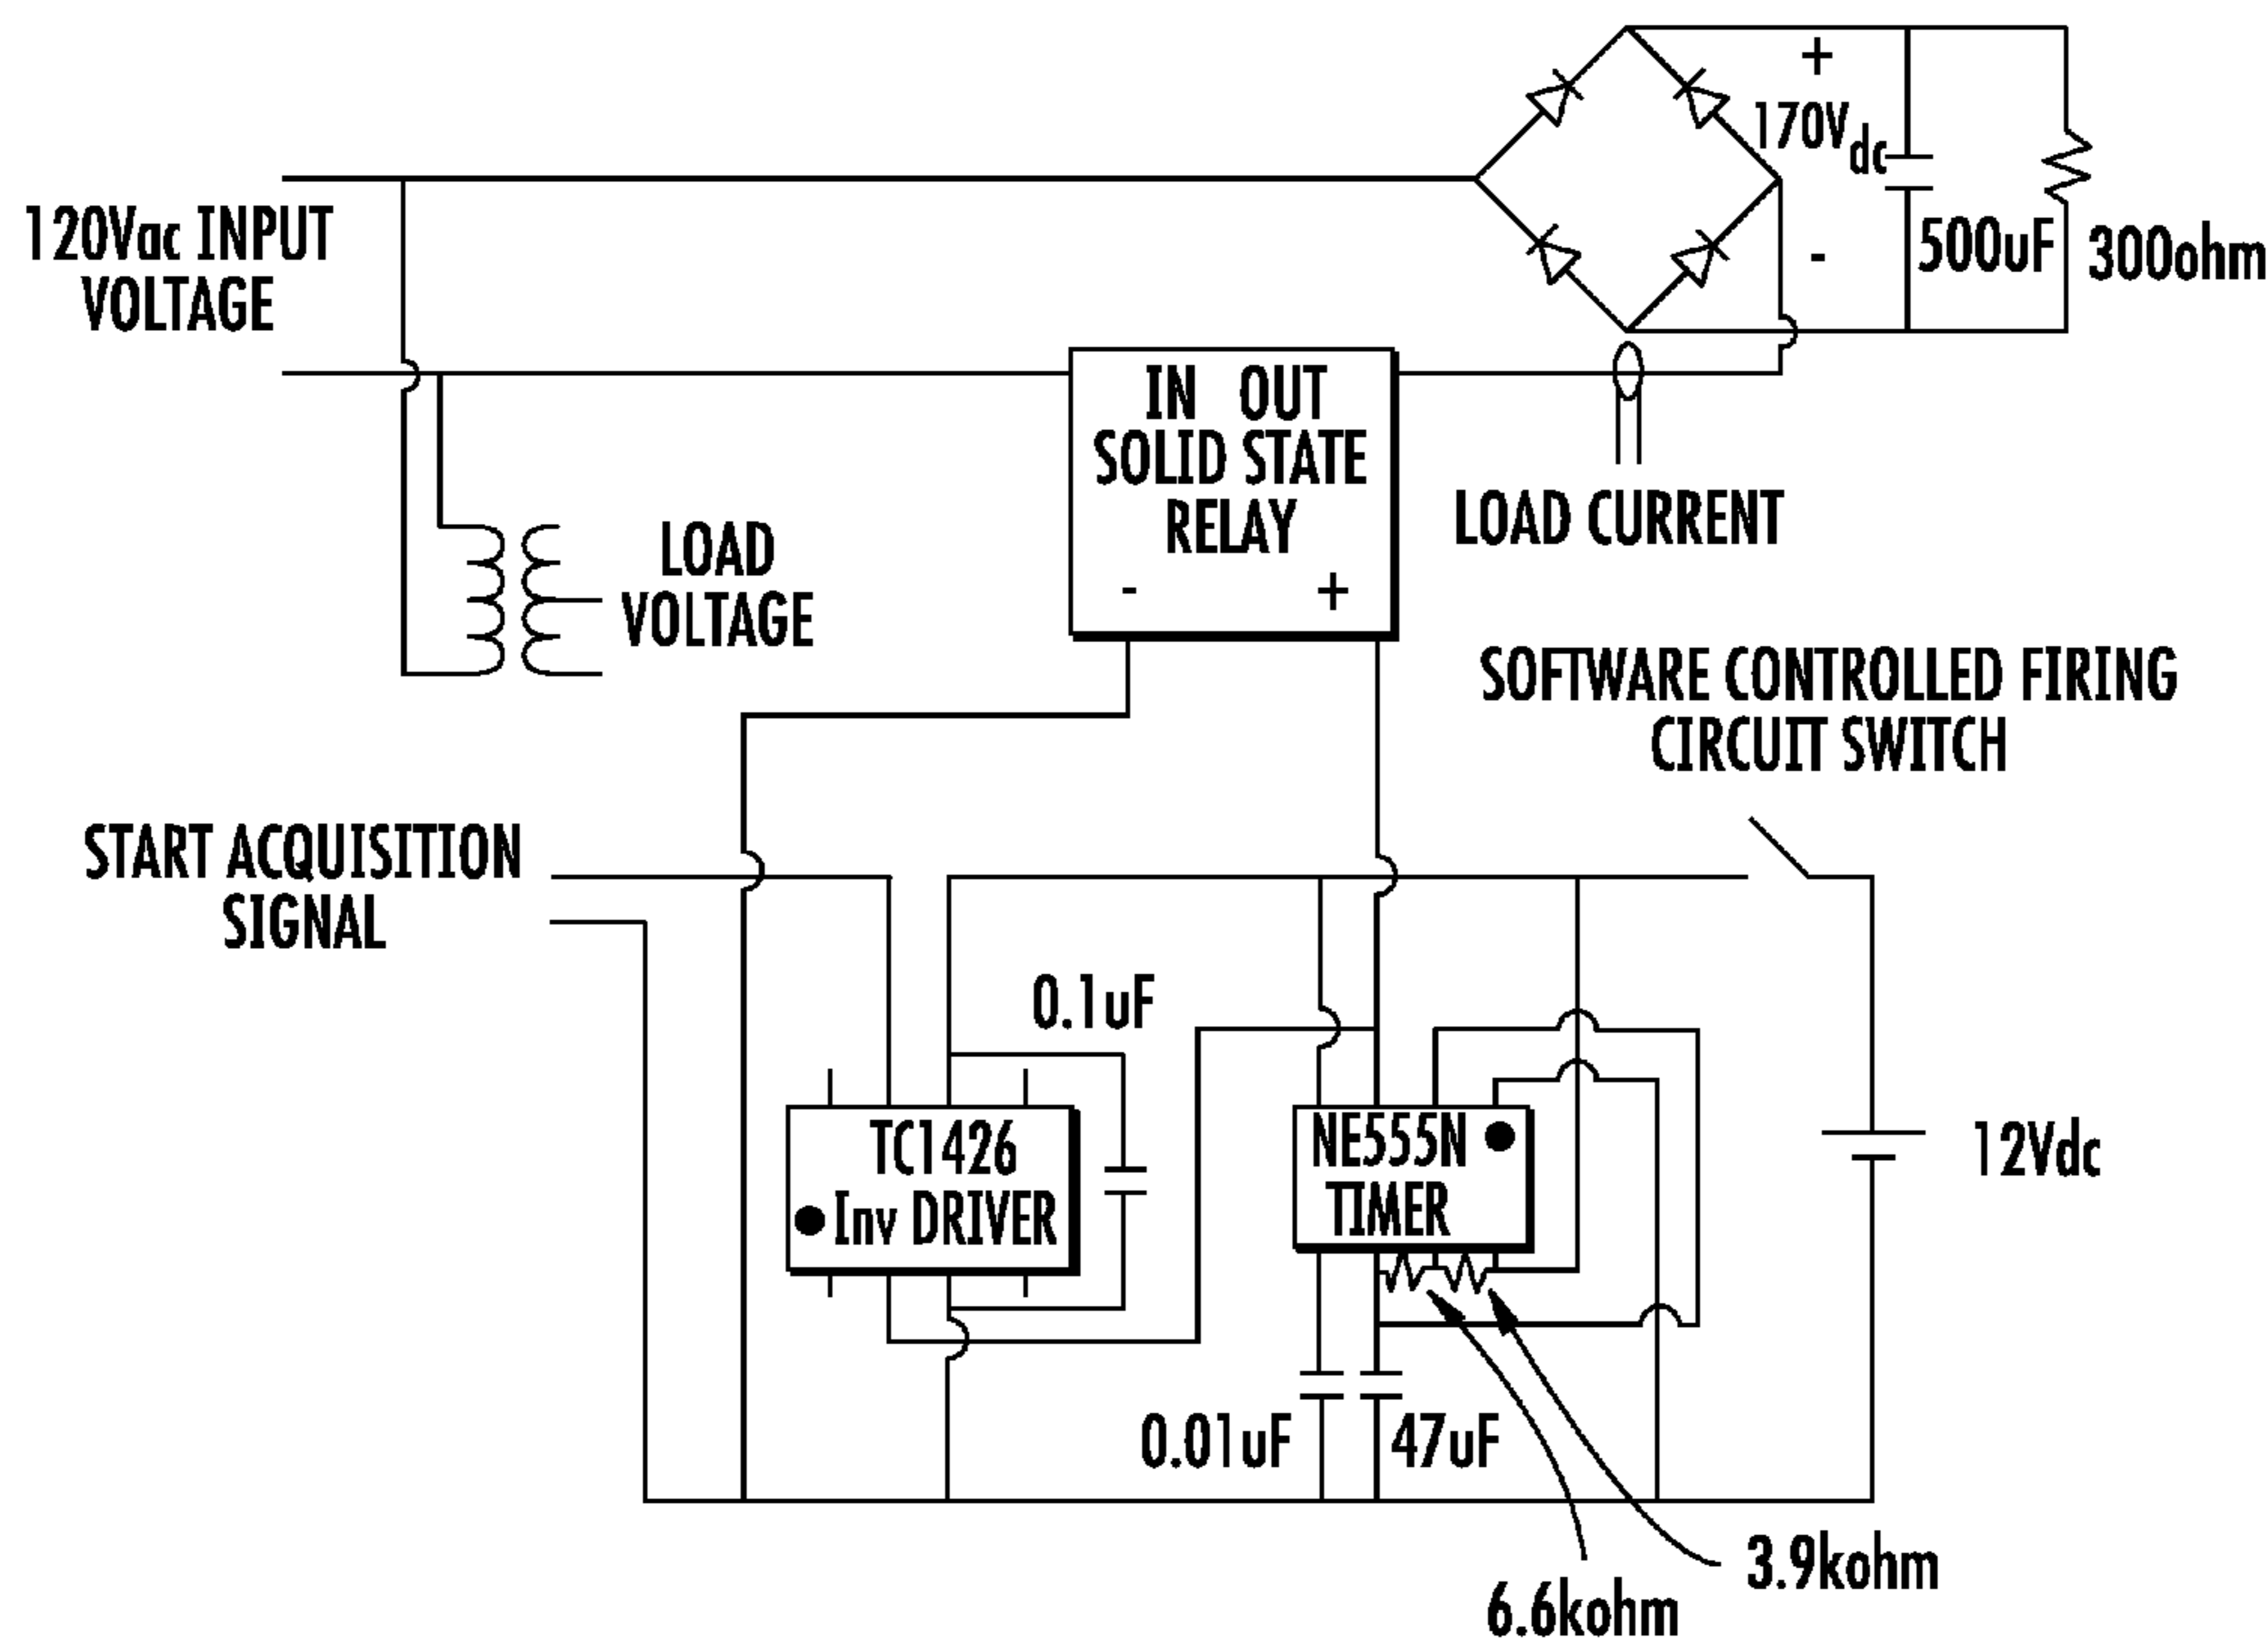 +
170Vdc
-
500uF
300ohm
120Vac INPUT
VOLTAGE
IN OUT
SOLID STATE
RELAY
- +
LOAD CURRENT
LOAD
VOLTAGE
SOFTWARE CONTROLLED FIRING
CIRCUIT SWITCH
START ACQUISITION
SIGNAL
0.1uF
TC1426
Inv DRIVER
NE555N
TIMER
12Vdc
0.01uF
47uF
3.9kohm
6.6kohm